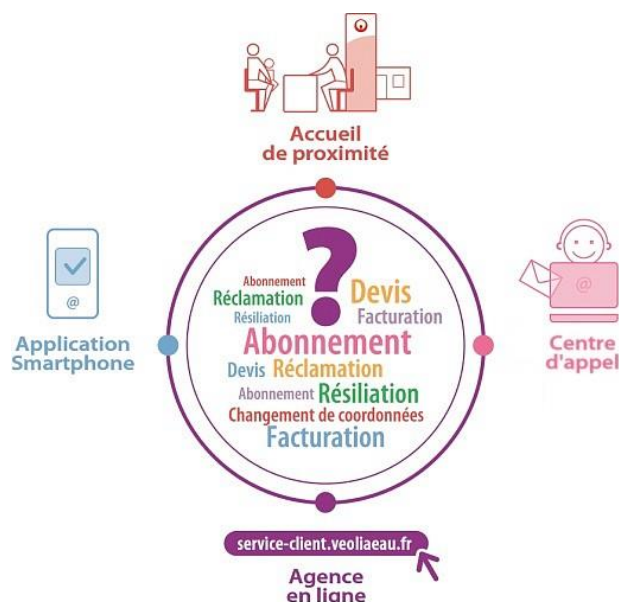 Accueil
de proximité
Application
Smartphone
@
?
Abonnement
Réclamation
Devis
Résiliation
Facturation
Abonnement
Devis Réclamation
Abonnement Résiliation
Changement de coordonnées
Facturation
@
Centre
d'appel
service-client.veoliaeau.fr
Agence
en ligne